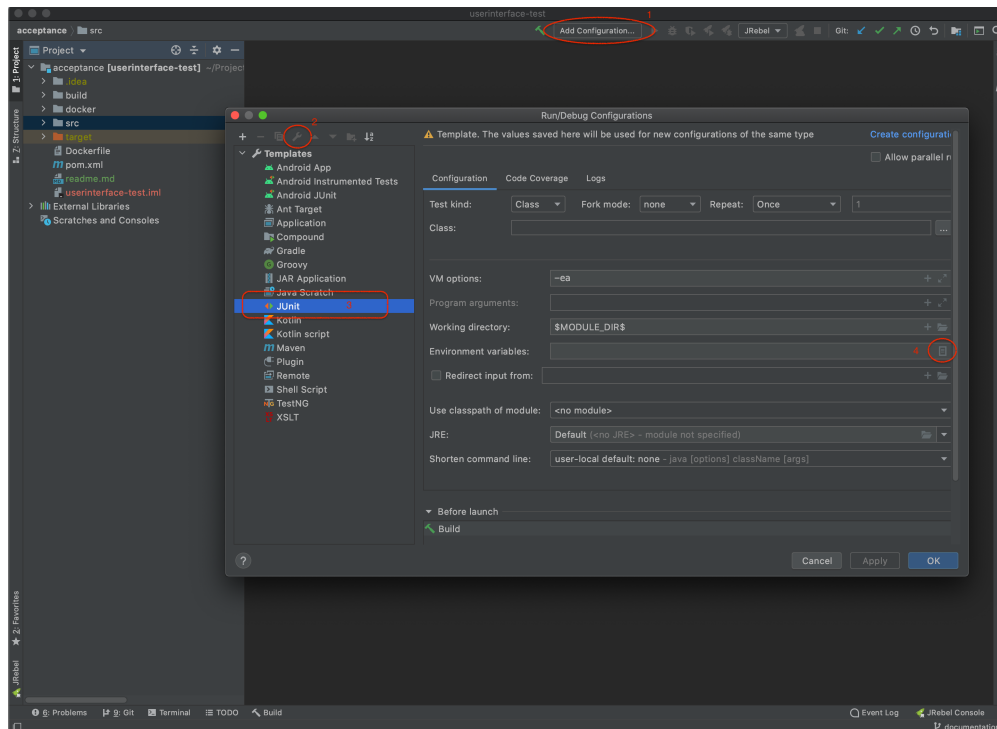 userinterface-test
1
acceptance src
Add Configuration...
JRebel
Git:
1: Project
Project
acceptance [userinterface-test] ~/Project
.idea
build
docker
src
target
Dockerfile
pom.xml
readme.md
userinterface-test.iml
External Libraries
Scratches and Consoles
Z: Structure
Run/Debug Configurations
2
Templates
Android App
Android Instrumented Tests
Android JUnit
Ant Target
Application
Compound
Gradle
Groovy
JAR Application
Java Scratch
JUnit
3
Kotlin
Kotlin script
Maven
Plugin
Remote
Shell Script
TestNG
XSLT
Template. The values saved here will be used for new configurations of the same type
Create configurati
Allow parallel r
Configuration Code Coverage Logs
Test kind: Class Fork mode: none Repeat: Once 1
Class: ...
VM options: -ea
Program arguments:
Working directory: $MODULE_DIR$
Environment variables: 4
Redirect input from:
Use classpath of module: <no module>
JRE: Default (<no JRE> - module not specified)
Shorten command line: user-local default: none - java [options] className [args]
Before launch
Build
? Cancel Apply OK
2: Favorites
JRebel
6: Problems 9: Git Terminal TODO Build
Event Log JRebel Console
documentation